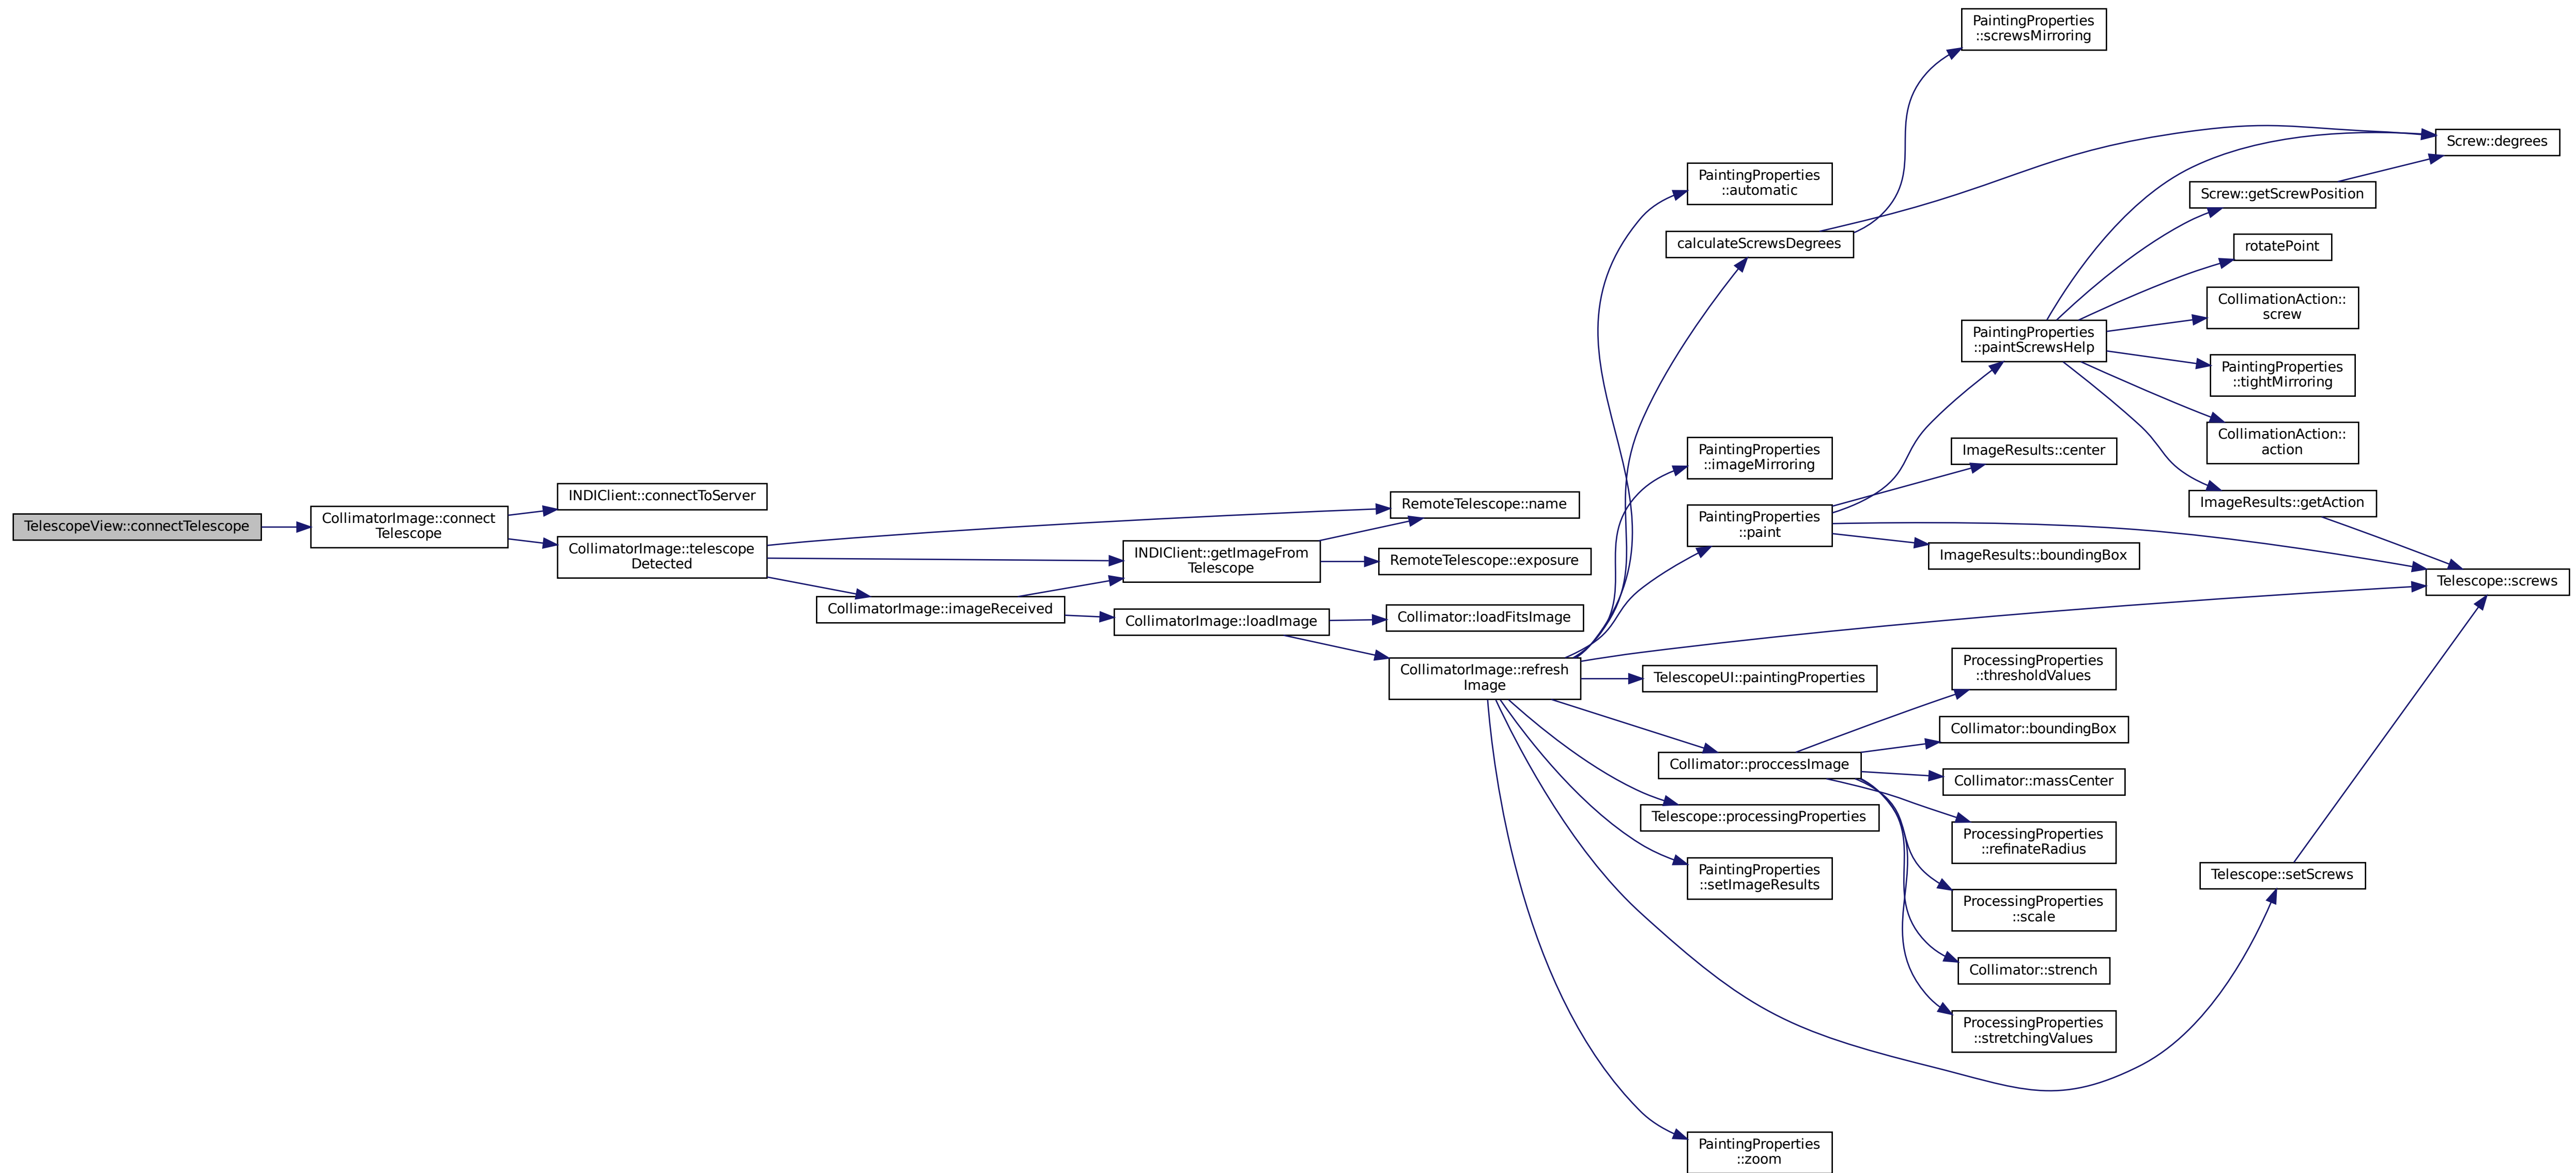 TelescopeView::connectTelescope
CollimatorImage::connect
Telescope
INDIClient::connectToServer
CollimatorImage::telescope
Detected
CollimatorImage::imageReceived
INDIClient::getImageFrom
Telescope
CollimatorImage::loadImage
RemoteTelescope::name
RemoteTelescope::exposure
Collimator::loadFitsImage
CollimatorImage::refresh
Image
PaintingProperties
::automatic
calculateScrewsDegrees
PaintingProperties
::imageMirroring
PaintingProperties
::paint
TelescopeUI::paintingProperties
Collimator::proccessImage
Telescope::processingProperties
PaintingProperties
::setImageResults
PaintingProperties
::zoom
PaintingProperties
::screwsMirroring
PaintingProperties
::paintScrewsHelp
ImageResults::center
ImageResults::boundingBox
ProcessingProperties
::thresholdValues
Collimator::boundingBox
Collimator::massCenter
ProcessingProperties
::refinateRadius
ProcessingProperties
::scale
Collimator::strench
ProcessingProperties
::stretchingValues
Screw::getScrewPosition
rotatePoint
CollimationAction::
screw
PaintingProperties
::tightMirroring
CollimationAction::
action
ImageResults::getAction
Telescope::setScrews
Screw::degrees
Telescope::screws